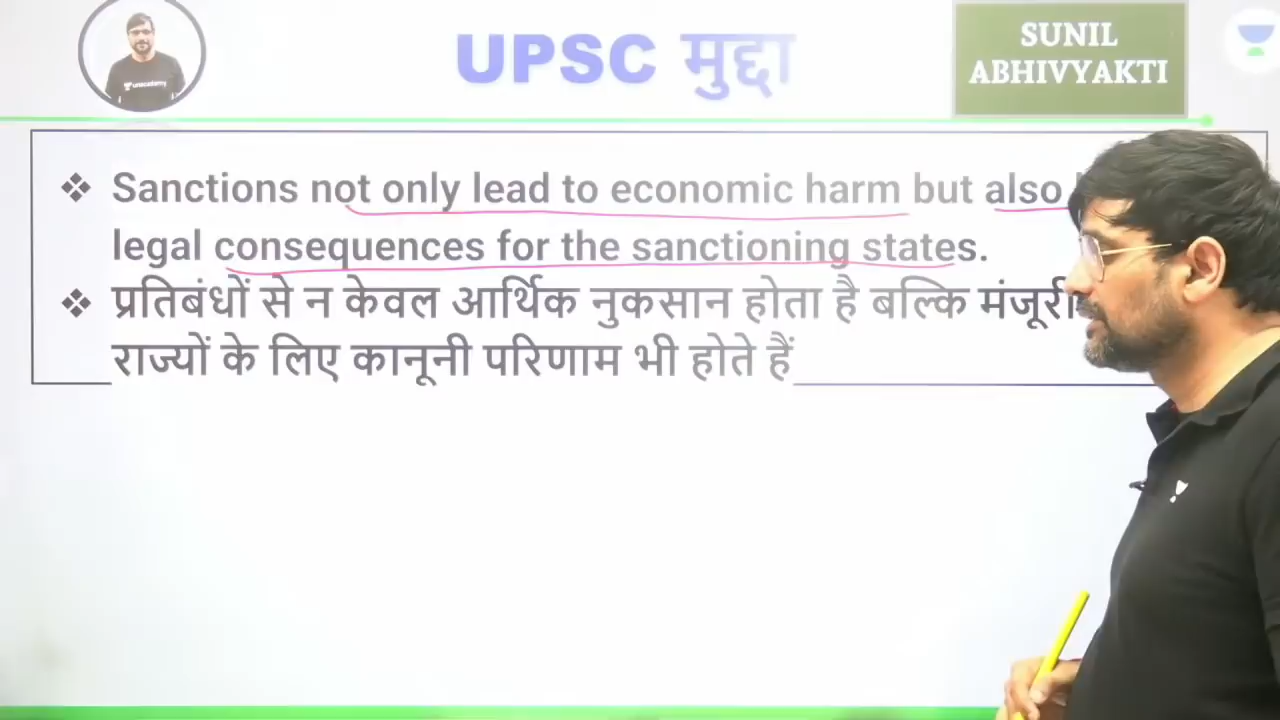 UPSC मुद्दा
SUNIL
ABHIVYAKTI
unacademy
❖ Sanctions not only lead to economic harm but also
legal consequences for the sanctioning states.
❖ प्रतिबंधों से न केवल आर्थिक नुकसान होता है बल्कि मंजूरी
राज्यों के लिए कानूनी परिणाम भी होते हैं